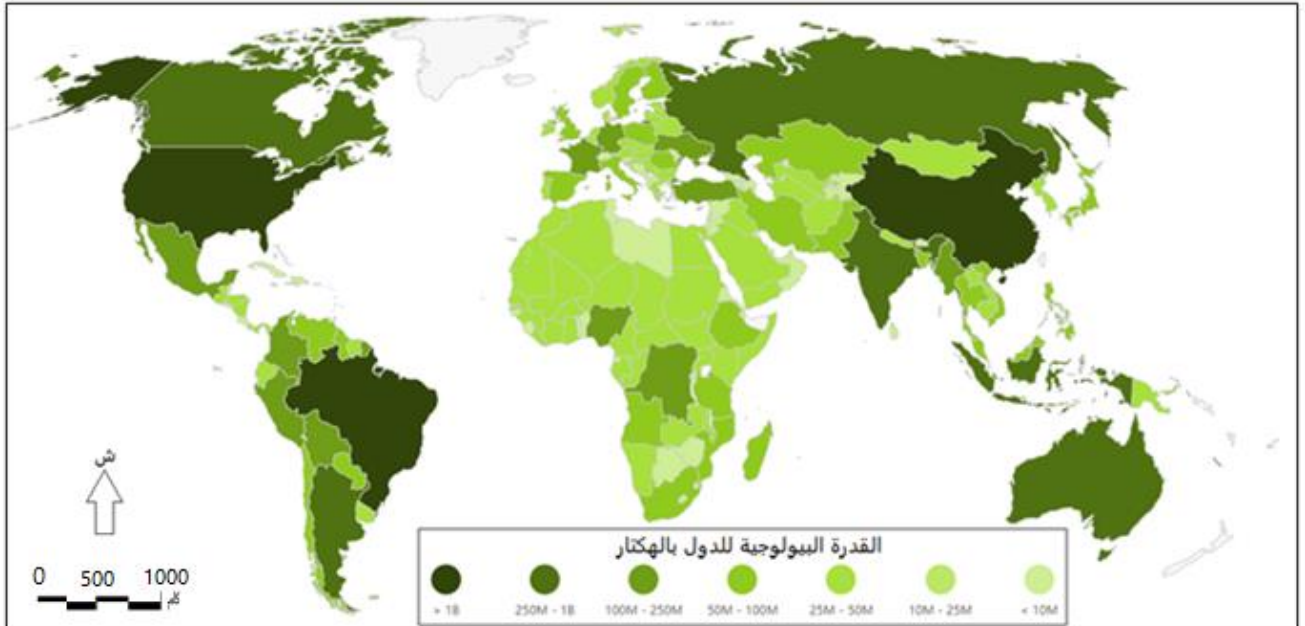 ش
0 500 1000
كم
القدرة البيولوجية للدول بالهكتار
> 1B 250M - 1B 100M - 250M 50M - 100M 25M - 50M 10M - 25M < 10M